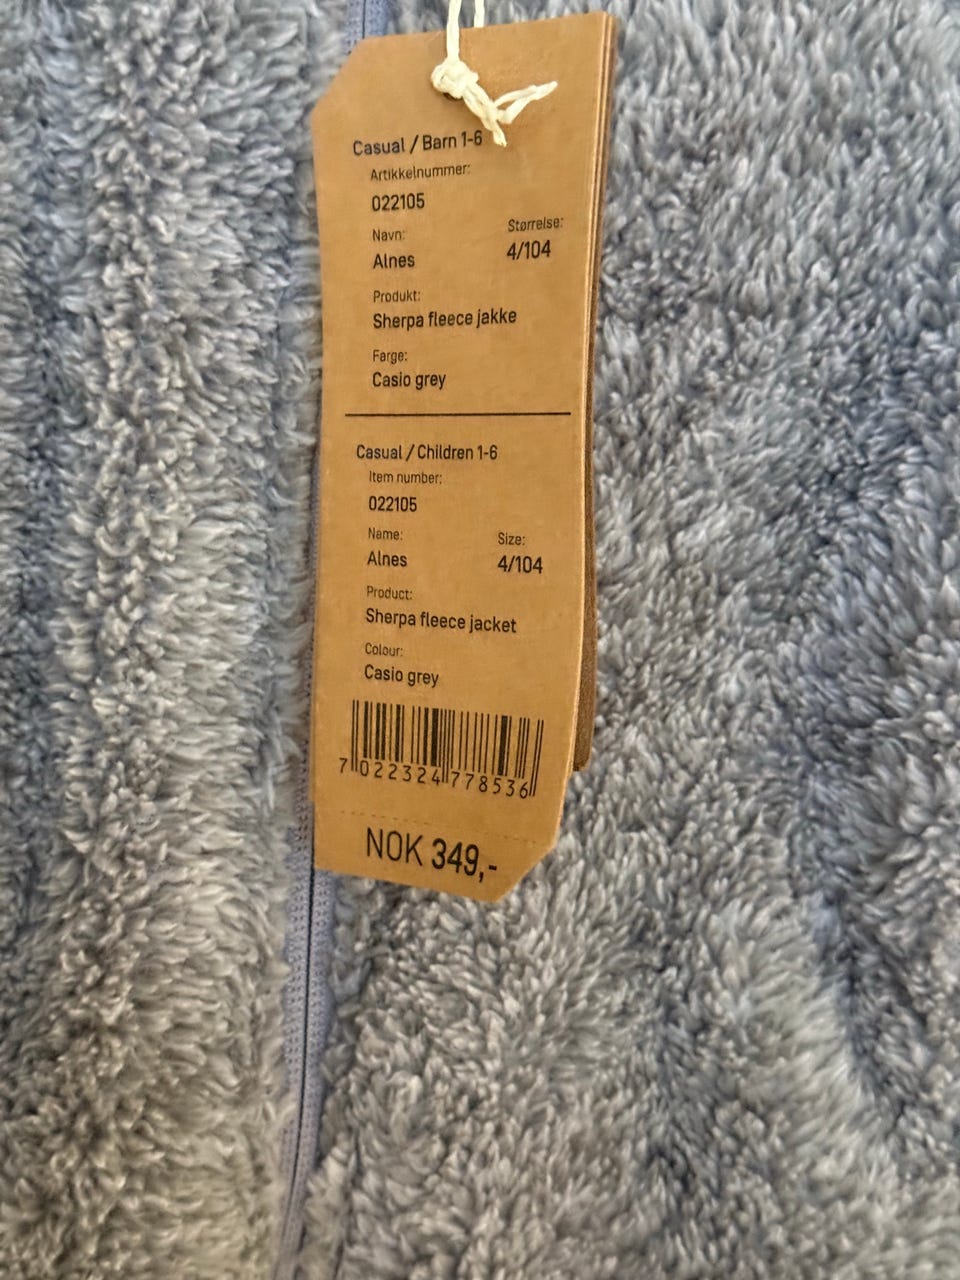 Casual / Barn 1-6
Artikkelnummer:
022105
Navn: Størrelse:
Alnes 4/104
Produkt:
Sherpa fleece jakke
Farge:
Casio grey
Casual / Children 1-6
Item number:
022105
Name: Size:
Alnes 4/104
Product:
Sherpa fleece jacket
Colour:
Casio grey
7 022324 778536
NOK 349,-